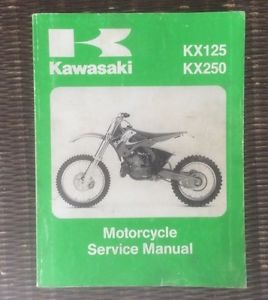 KX125
Kawasaki KX250
Motorcycle
Service Manual